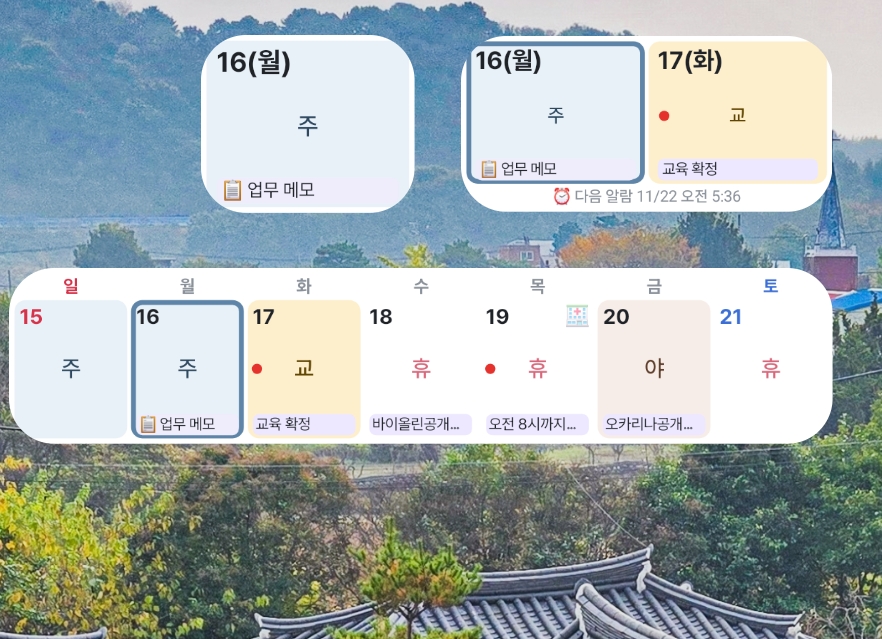 16(월)
주
📋 업무 메모
16(월)
주
📋 업무 메모
17(화)
교
교육 확정
⏰ 다음 알람 11/22 오전 5:36
일 월 화 수 목 금 토
15 16 17 18 19 20 21
주 주 교 휴 휴 야 휴
📋 업무 메모 교육 확정 바이올린공개... 오전 8시까지... 오카리나공개...